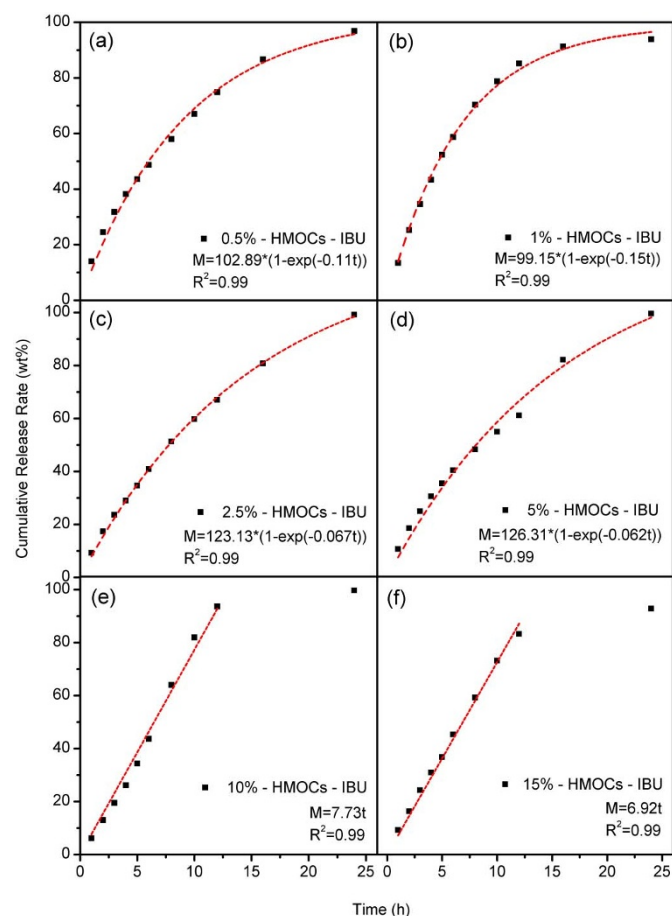 Cumulative Release Rate (wt%)
100
80
60
40
20
0
(a)
0.5% - HMOCs - IBU
M=102.89*(1-exp(-0.11t))
R²=0.99
(b)
1% - HMOCs - IBU
M=99.15*(1-exp(-0.15t))
R²=0.99
100
80
60
40
20
0
(c)
2.5% - HMOCs - IBU
M=123.13*(1-exp(-0.067t))
R²=0.99
(d)
5% - HMOCs - IBU
M=126.31*(1-exp(-0.062t))
R²=0.99
100
80
60
40
20
0
(e)
10% - HMOCs - IBU
M=7.73t
R²=0.99
(f)
15% - HMOCs - IBU
M=6.92t
R²=0.99
0 5 10 15 20 25 0 5 10 15 20 25
Time (h)